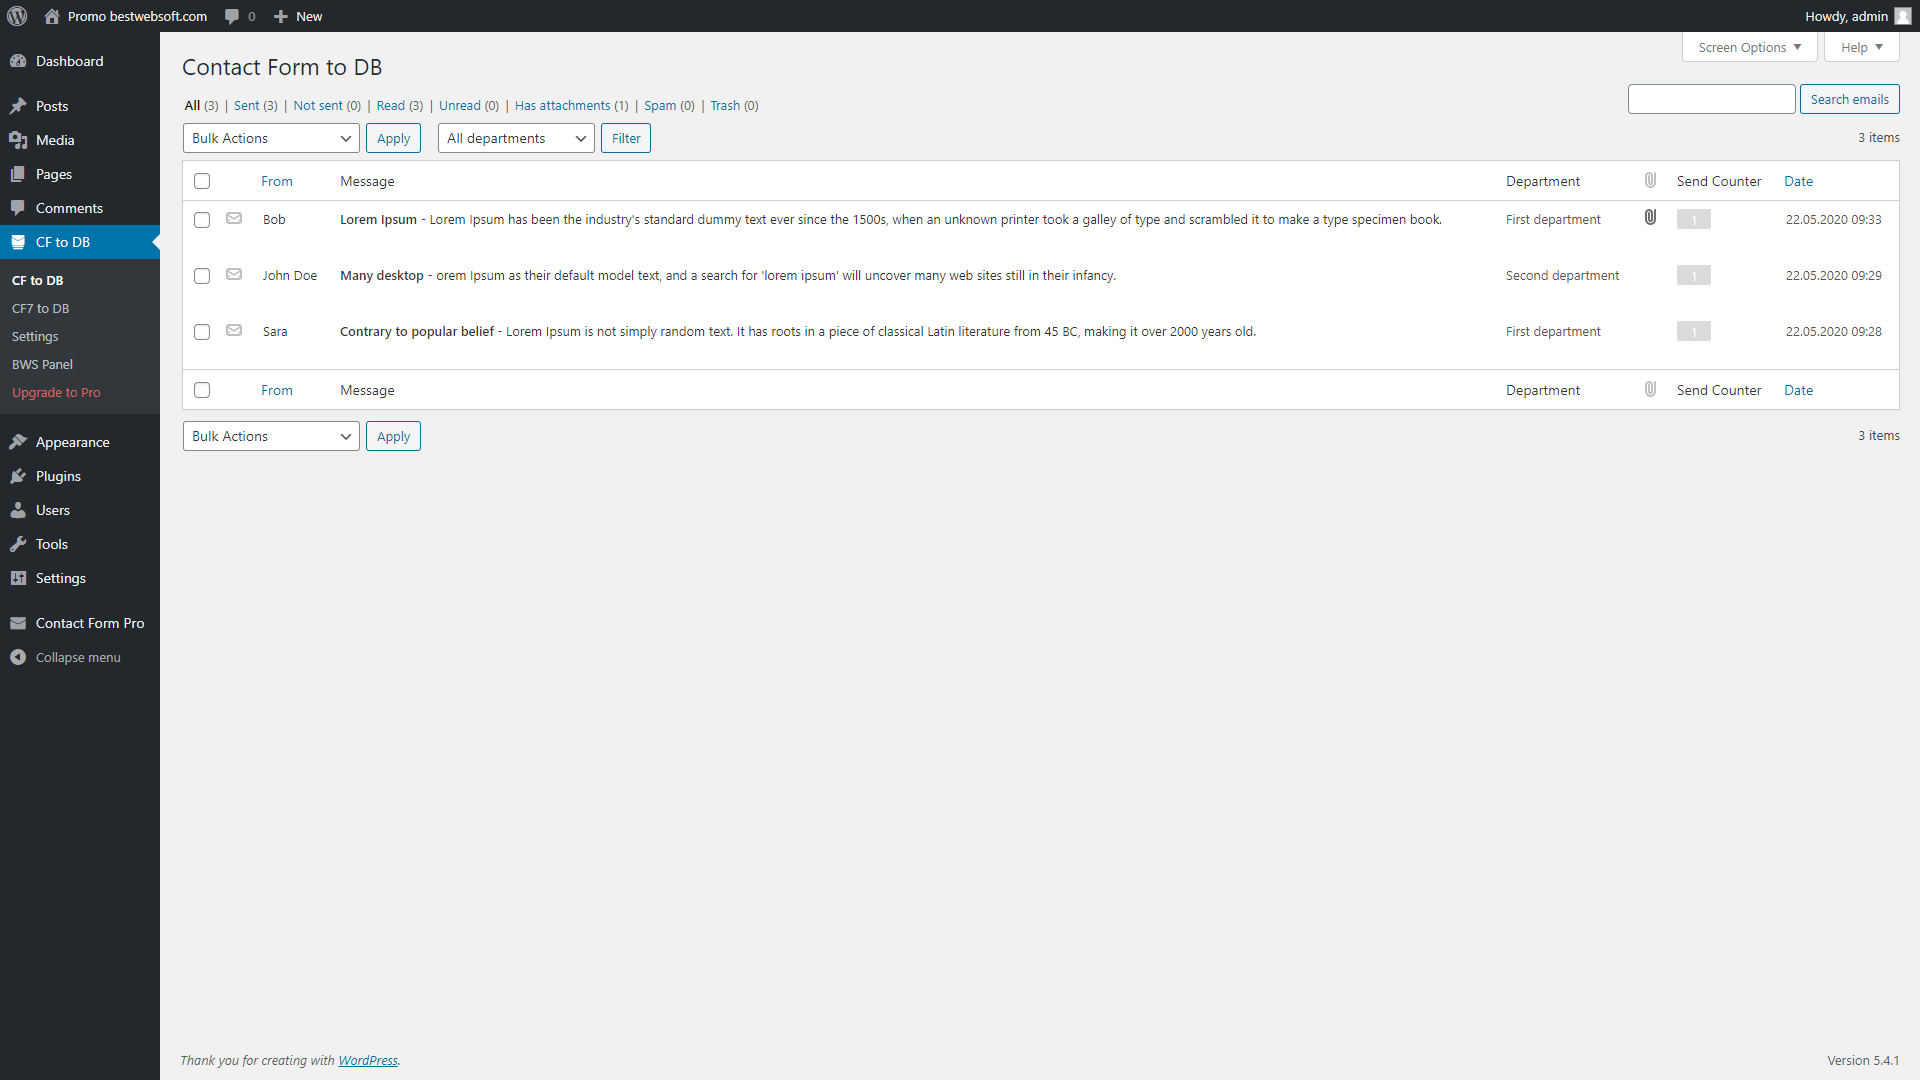 Promo bestwebsoft.com 0 New Howdy, admin
Screen Options Help
Dashboard
Posts
Media
Pages
Comments
CF to DB
CF to DB
CF7 to DB
Settings
BWS Panel
Upgrade to Pro
Appearance
Plugins
Users
Tools
Settings
Contact Form Pro
Collapse menu
Contact Form to DB
All (3) | Sent (3) | Not sent (0) | Read (3) | Unread (0) | Has attachments (1) | Spam (0) | Trash (0)
Search emails
Bulk Actions Apply All departments Filter 3 items
From Message Department Send Counter Date
Bob Lorem Ipsum - Lorem Ipsum has been the industry's standard dummy text ever since the 1500s, when an unknown printer took a galley of type and scrambled it to make a type specimen book. First department 1 22.05.2020 09:33
John Doe Many desktop - orem Ipsum as their default model text, and a search for 'lorem ipsum' will uncover many web sites still in their infancy. Second department 1 22.05.2020 09:29
Sara Contrary to popular belief - Lorem Ipsum is not simply random text. It has roots in a piece of classical Latin literature from 45 BC, making it over 2000 years old. First department 1 22.05.2020 09:28
From Message Department Send Counter Date
Bulk Actions Apply 3 items
Thank you for creating with WordPress. Version 5.4.1